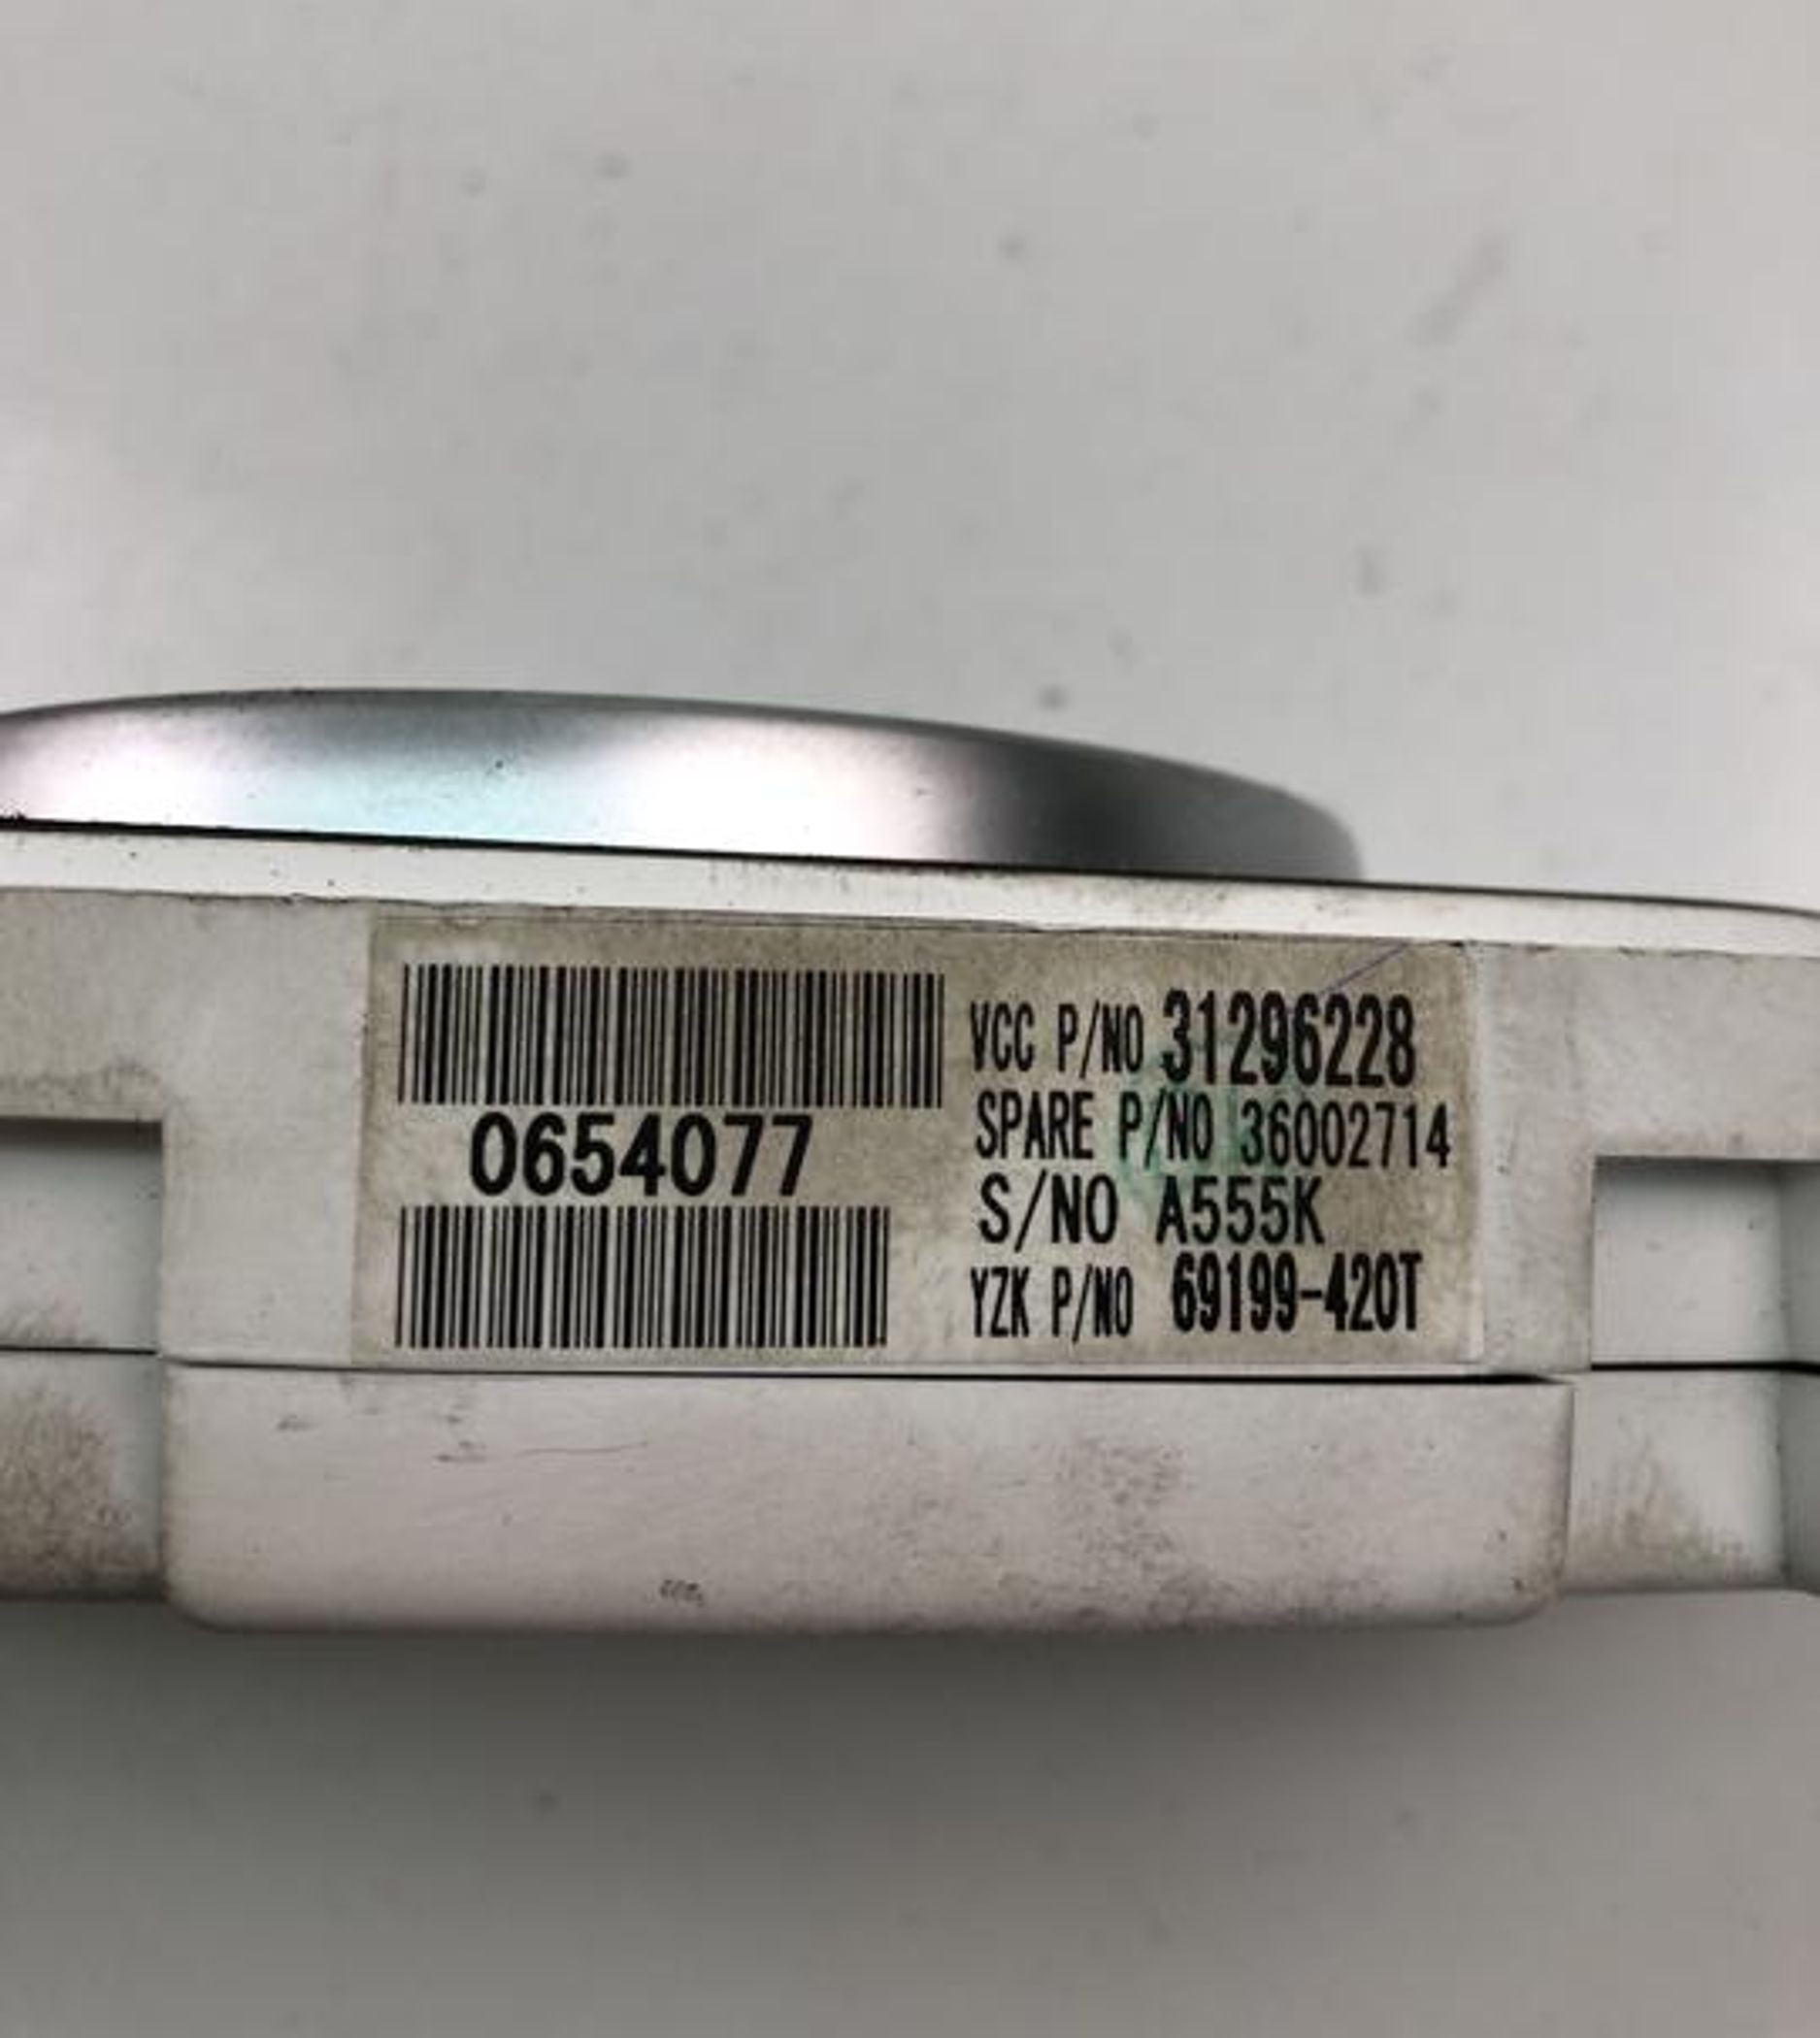 0654077
VCC P/NO 31296228
SPARE P/NO 36002714
S/NO A555K
YZK P/NO 69199-420T